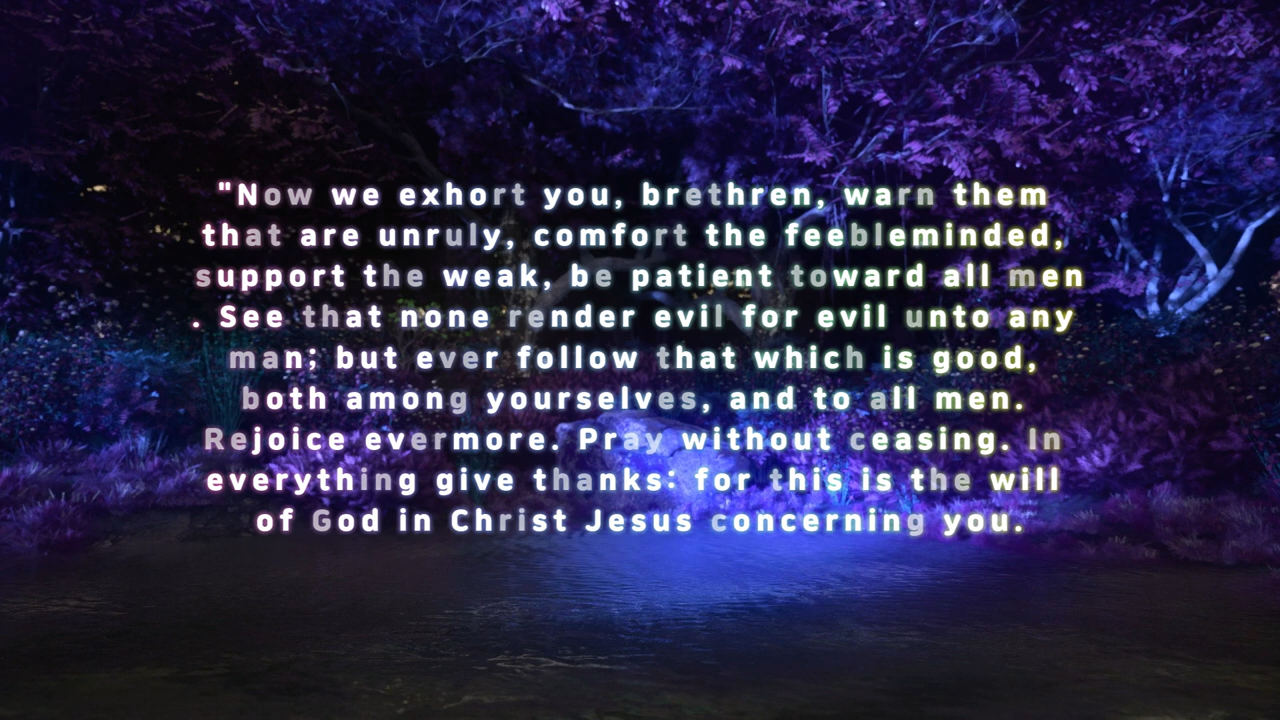 "Now we exhort you, brethren, warn them
that are unruly, comfort the feebleminded,
support the weak, be patient toward all men
. See that none render evil for evil unto any
man; but ever follow that which is good,
both among yourselves, and to all men.
Rejoice evermore. Pray without ceasing. In
everything give thanks: for this is the will
of God in Christ Jesus concerning you.